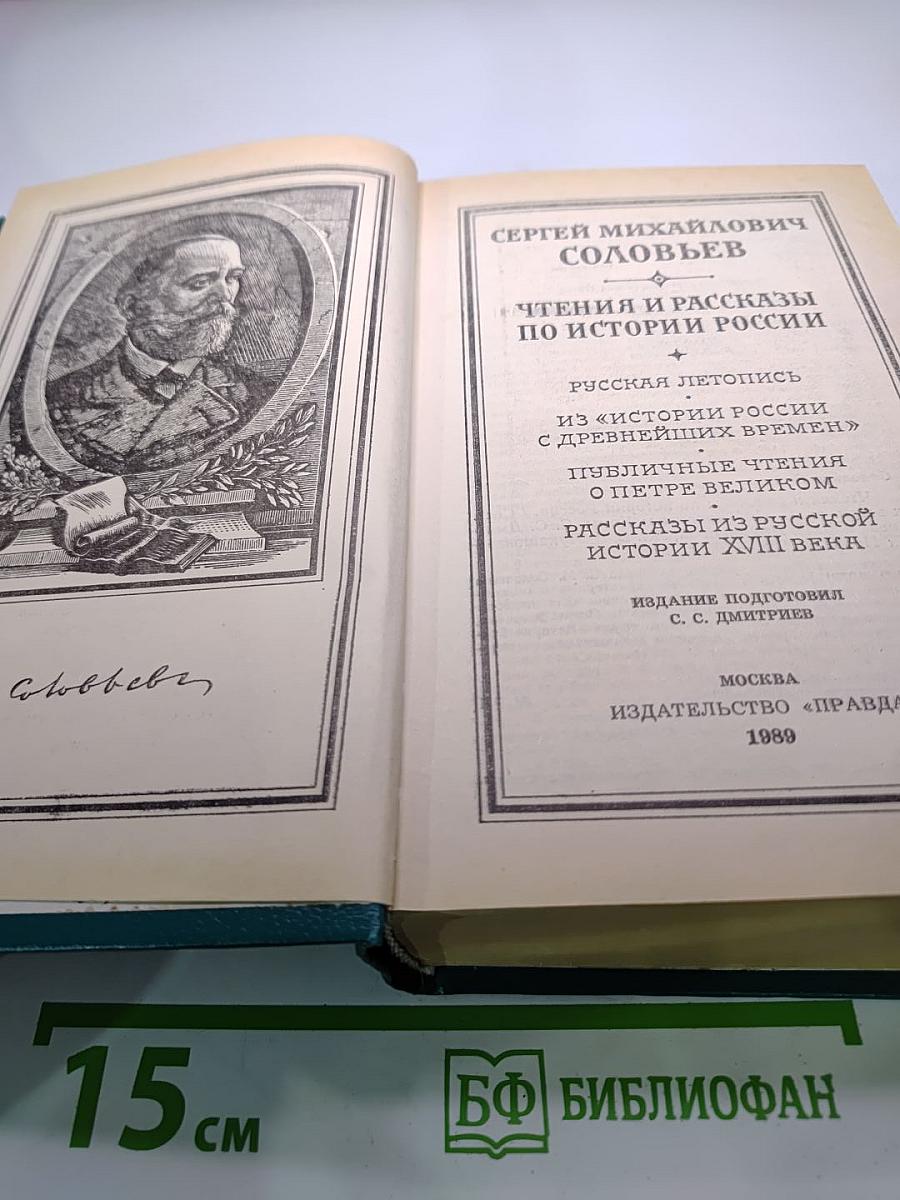 Соловьев
СЕРГЕЙ МИХАЙЛОВИЧ
СОЛОВЬЕВ
ЧТЕНИЯ И РАССКАЗЫ
ПО ИСТОРИИ РОССИИ
РУССКАЯ ЛЕТОПИСЬ
ИЗ «ИСТОРИИ РОССИИ
С ДРЕВНЕЙШИХ ВРЕМЕН»
ПУБЛИЧНЫЕ ЧТЕНИЯ
О ПЕТРЕ ВЕЛИКОМ
РАССКАЗЫ ИЗ РУССКОЙ
ИСТОРИИ XVIII ВЕКА
ИЗДАНИЕ ПОДГОТОВИЛ
С. С. ДМИТРИЕВ
МОСКВА
ИЗДАТЕЛЬСТВО «ПРАВДА
1989
15 см
БФ БИБЛИОФАН